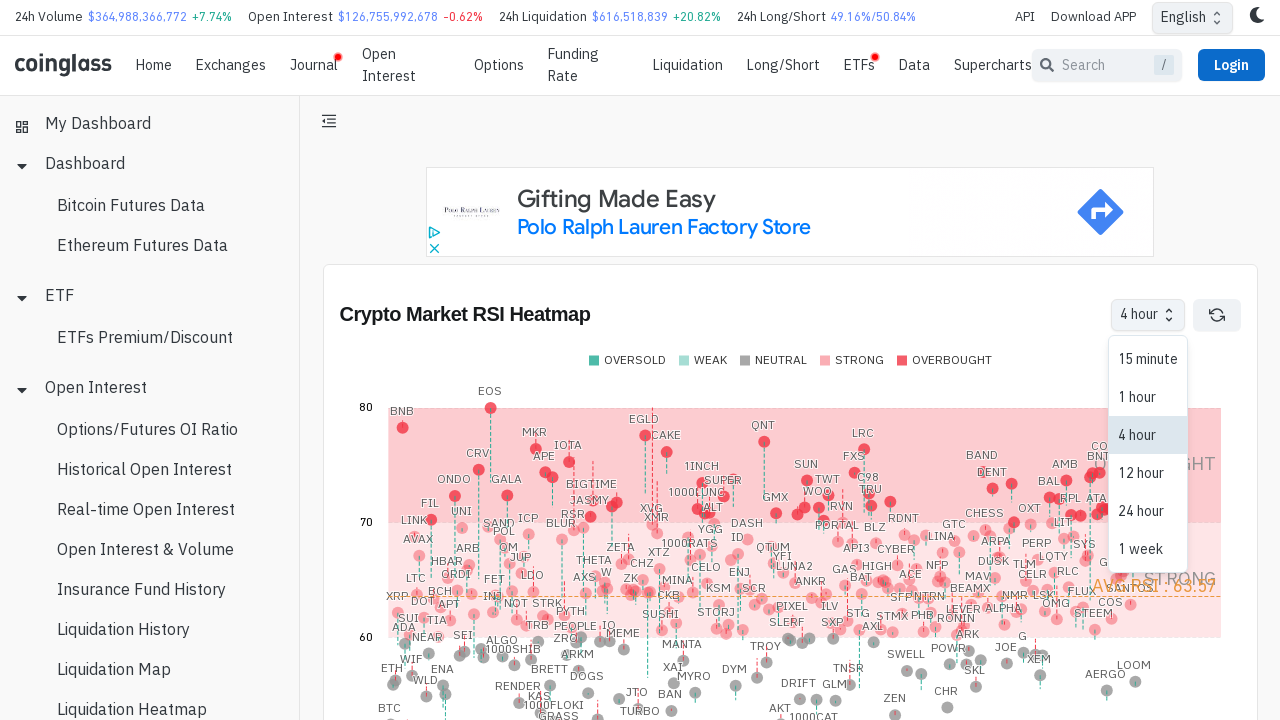 24h Volume $364,988,366,772 +7.74% Open Interest $126,755,992,678 -0.62% 24h Liquidation $616,518,839 +20.82% 24h Long/Short 49.16%/50.84% API Download APP English
coinglass Home Exchanges Journal Open Interest Options Funding Rate Liquidation Long/Short ETFs Data Supercharts Search / Login
My Dashboard
Dashboard
Bitcoin Futures Data
Ethereum Futures Data
ETF
ETFs Premium/Discount
Open Interest
Options/Futures OI Ratio
Historical Open Interest
Real-time Open Interest
Open Interest & Volume
Insurance Fund History
Liquidation History
Liquidation Map
Liquidation Heatmap
POLO RALPH LAUREN
Gifting Made Easy
Polo Ralph Lauren Factory Store
Crypto Market RSI Heatmap
4 hour
15 minute
1 hour
4 hour
12 hour
24 hour
1 week
OVERSOLD WEAK NEUTRAL STRONG OVERBOUGHT
EOS
80 BNB
EGLD
MKR QNT
CAKE LRC
IOTA
CRV APE FXS BAND
1INCH SUN AMB
ONDO GALA BIGTIME SUPER TWT C98 DENT
1000LUNC WOO TRU BAL
FIL JASMY GMX RPL ATA
UNI RSR XVG ALT RVN OXT
70 LINK SAND ICP BLUR XMR DASH PORTAL BLZ RDNT GTC CHESS LIT
POL YGG
AVAX ID LINA ARPA PERP SYS
ARB OM ZETA XTZ 1000RATS QTUM API3 CYBER
HBAR JUP THETA CHZ CELO YFI LUNA2 GAS HIGH NFP DUSK TLM LQTY
LTC ORDI FET LDO AXS W ZK MINA ENJ ANKR BAT ACE MAV CELR RLC
STRONG
XRP BCH INJ CKB KSM SCR NTRN BEAMX NMR LSK FLUX SANTOS
DOT APT NOT STRK PYTH SUSHI STORJ PIXEL ILV STG STMX PHB LEVER ALPHA OMG COS
SUI TIA TRB PEOPLE IO SLERF SXP AXL RONIN STEEM
60 ADA NEAR SEI ALGO ZRO MEME MANTA TROY ARK G
WIF 1000SHIB ARKM SWELL POWR JOE XEM
ETH ENA BRETT DOGS XAI MYRO DYM TNSR SKL AERGO LOOM
WLD RENDER KAS JTO BAN DRIFT GLM ZEN CHR
BTC 1000FLOKI TURBO AKT
GRASS 1000CAT